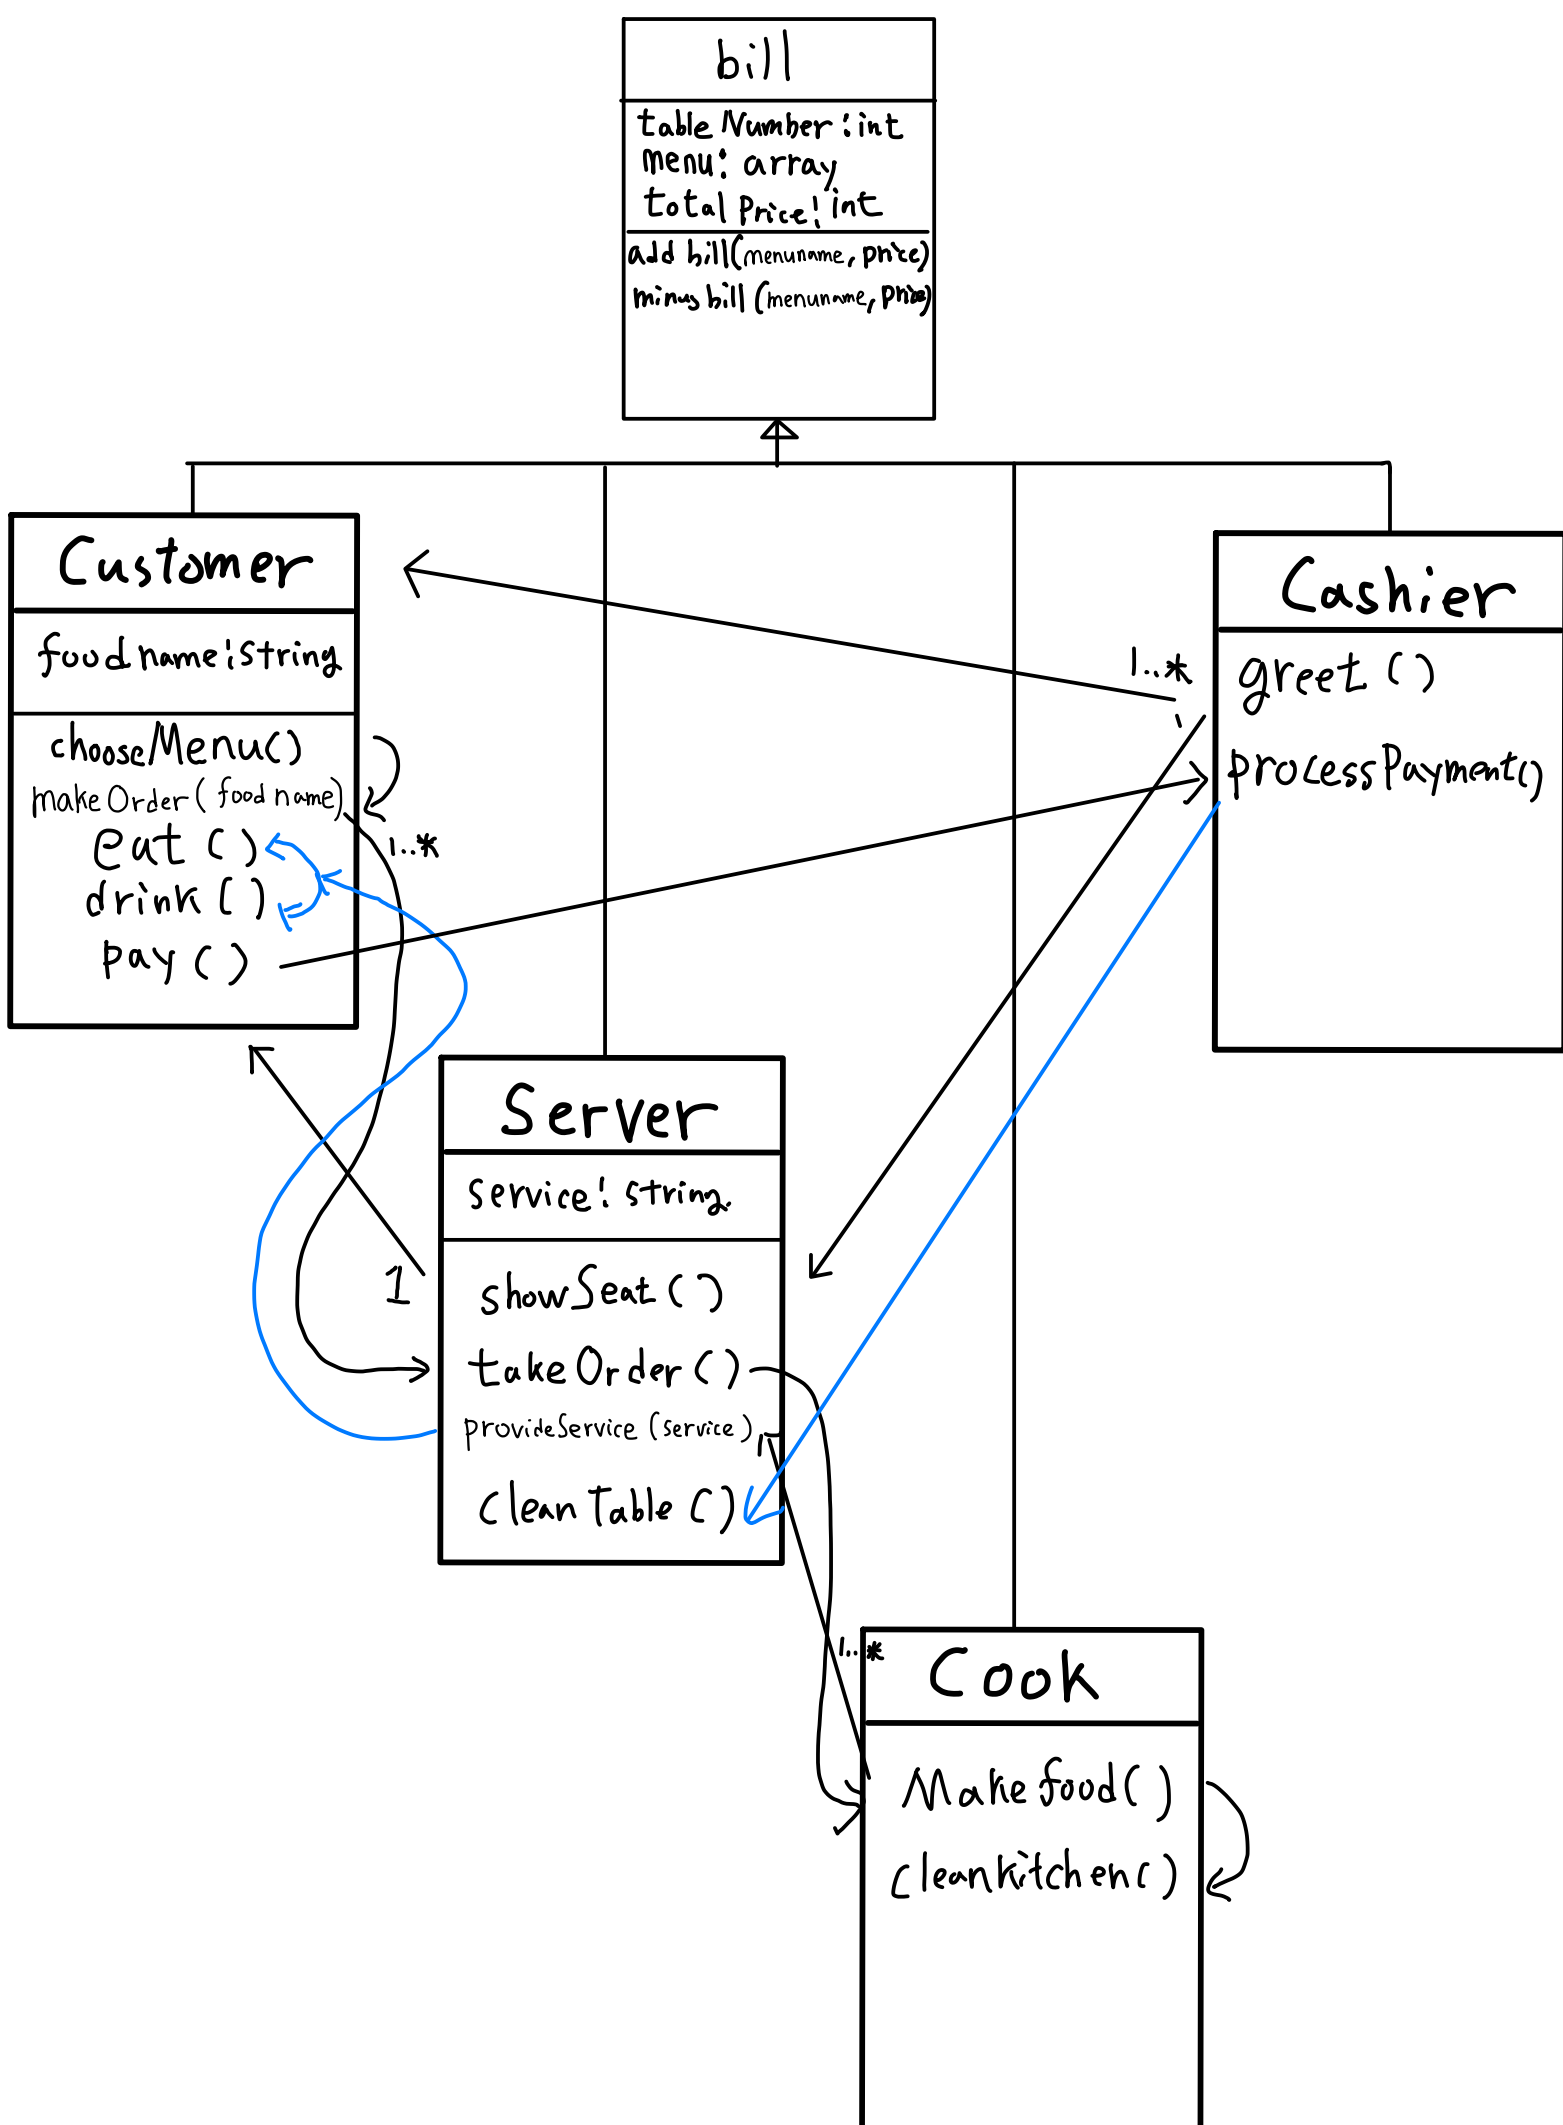 bill
tableNumber:int
menu: array
total Price: int
add bill(menuname, price)
minus bill (menuname, price)
Customer
food name:string
chooseMenu()
makeOrder(food name)
eat ()
drink ()
pay ()
1..*
Cashier
1..*
greet ()
processPayment()
Server
service: string.
1
showSeat ()
takeOrder ()
provideService (service)
clean Table ()
1..*
Cook
Make food()
cleankitchen()